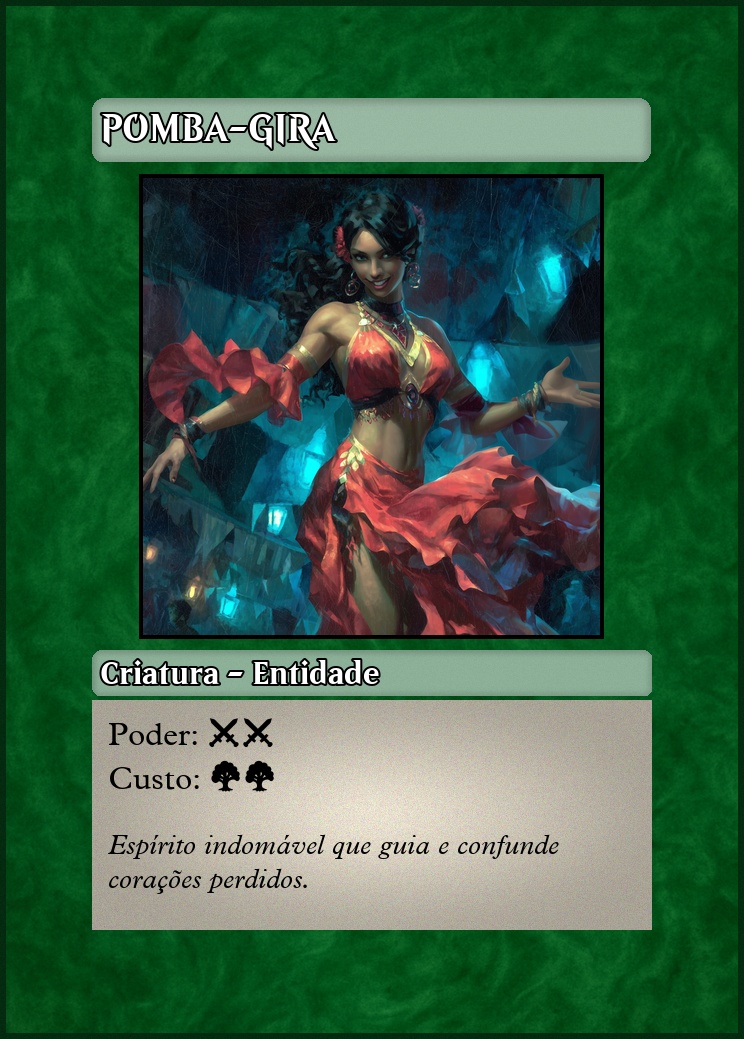 POMBA-GIRA
Criatura - Entidade
Poder: ⚔⚔
Custo: 🌳🌳
Espírito indomável que guia e confunde
corações perdidos.